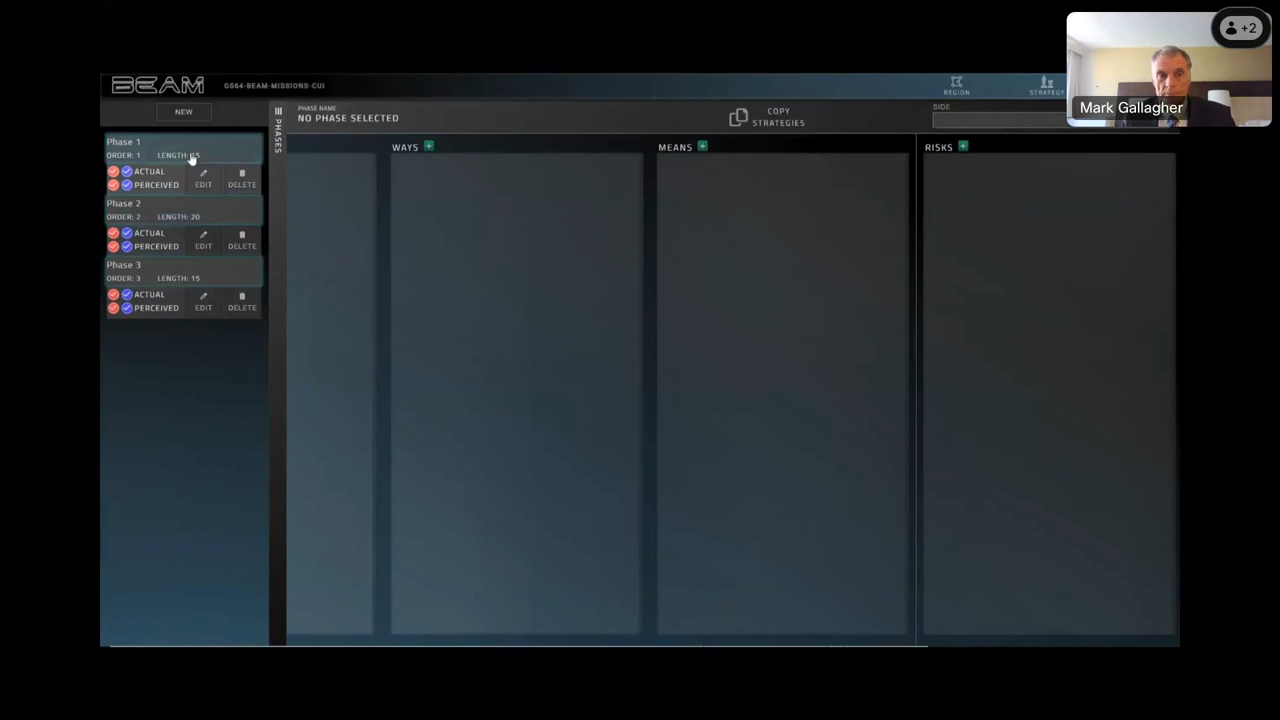 +2
Mark Gallagher
BEAM GS64-BEAM-MISSIONS-CUI
REGION
STRATEGY
NEW
PHASES
PHASE NAME
NO PHASE SELECTED
COPY
STRATEGIES
SIDE
Phase 1
ORDER: 1 LENGTH: 15
ACTUAL
PERCEIVED
EDIT
DELETE
Phase 2
ORDER: 2 LENGTH: 20
ACTUAL
PERCEIVED
EDIT
DELETE
Phase 3
ORDER: 3 LENGTH: 15
ACTUAL
PERCEIVED
EDIT
DELETE
WAYS
MEANS
RISKS